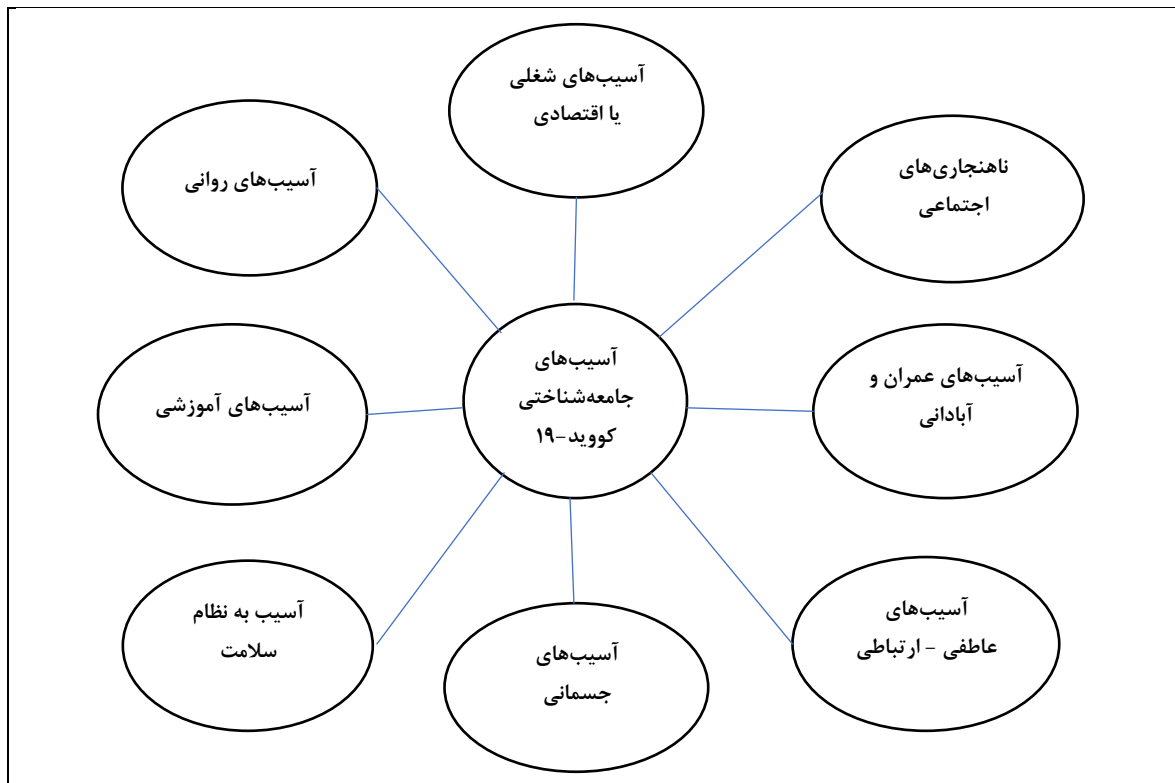 آسیب‌های شغلی
یا اقتصادی
ناهنجاری‌های
اجتماعی
آسیب‌های روانی
آسیب‌های
جامعه‌شناختی
کووید-۱۹
آسیب‌های عمران و
آبادانی
آسیب‌های آموزشی
آسیب‌های
عاطفی - ارتباطی
آسیب‌های
جسمانی
آسیب به نظام
سلامت